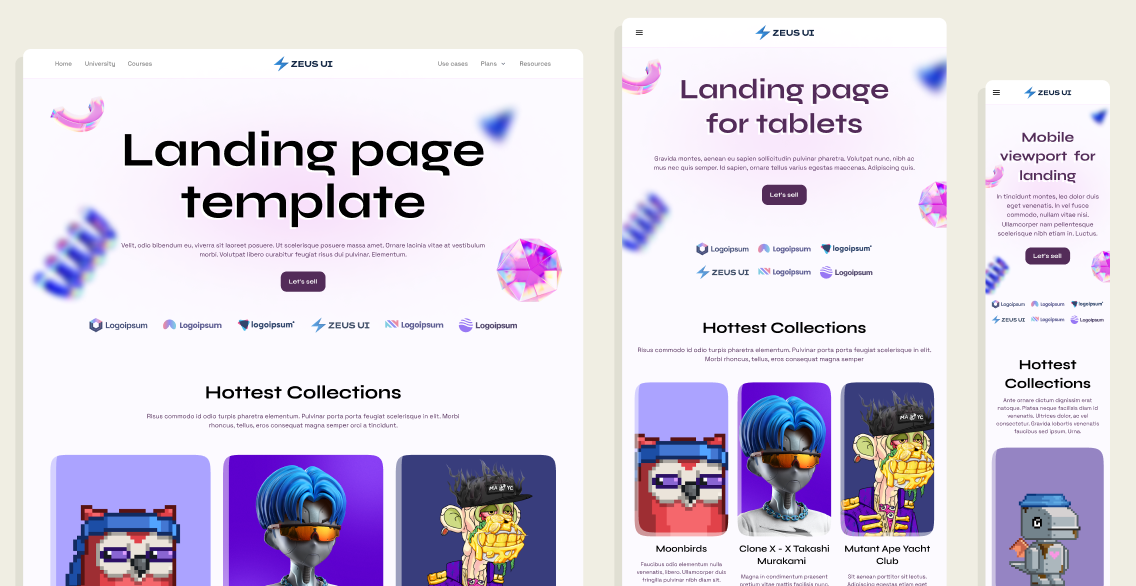 Home University Courses
ZEUS UI
Use cases Plans Resources
Landing page
template
Velit, odio bibendum eu, viverra sit laoreet posuere. Ut scelerisque posuere massa amet. Ornare lacinia vitae at vestibulum
morbi. Volutpat libero curabitur feugiat risus dui pulvinar. Elementum.
Let's sell
Logoipsum Logoipsum logoipsum ZEUS UI Logoipsum Logoipsum
Hottest Collections
Risus commodo id odio turpis pharetra elementum. Pulvinar porta porta feugiat scelerisque in elit. Morbi
rhoncus, tellus, eros consequat magna semper orci a tincidunt.
ZEUS UI
Landing page
for tablets
Gravida montes, aenean eu sapien sollicitudin pulvinar pharetra. Volutpat nunc, nibh ac
mus nec quis semper. Id sapien, ornare tellus varius egestas maecenas. Adipiscing quis.
Let's sell
Logoipsum Logoipsum logoipsum
ZEUS UI Logoipsum Logoipsum
Hottest Collections
Risus commodo id odio turpis pharetra elementum. Pulvinar porta porta feugiat scelerisque in elit.
Morbi rhoncus, tellus, eros consequat magna semper
Moonbirds
Faucibus odio elementum nulla
venenatis, libero. Ullamcorper duis
fringilla pulvinar nibh diam sit.
Clone X - X Takashi
Murakami
Magna in condimentum praesent
pretium vitae mattis facilisis nunc.
Mutant Ape Yacht
Club
Sit aenean porttitor sit lectus.
Adipiscing egestas etiam eget
ZEUS UI
Mobile
viewport for
landing
In tincidunt montes, leo dolor duis
eget venenatis. In vel fusce
commodo, nullam vitae nisi.
Ullamcorper nam pellentesque
scelerisque nibh etiam in. Luctus.
Let's sell
Logoipsum Logoipsum logoipsum
ZEUS UI Logoipsum Logoipsum
Hottest
Collections
Ante ornare dictum dignissim erat
natoque. Platea neque facilisis diam id
venenatis. Ultrices dolor, ac vel
consectetur. Gravida lobortis venenatis
faucibus sed ipsum. Urna.